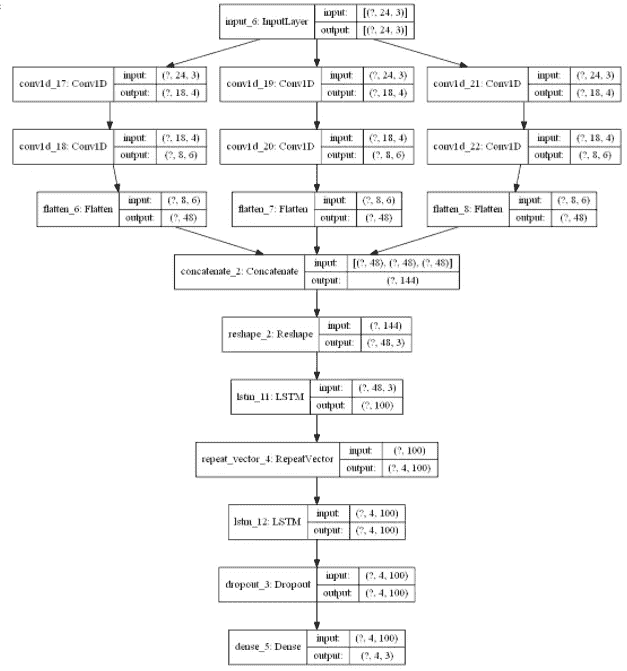 input_6: InputLayer input: [(?, 24, 3)]
output: [(?, 24, 3)]
conv1d_17: Conv1D input: (?, 24, 3)
output: (?, 18, 4)
conv1d_19: Conv1D input: (?, 24, 3)
output: (?, 18, 4)
conv1d_21: Conv1D input: (?, 24, 3)
output: (?, 18, 4)
conv1d_18: Conv1D input: (?, 18, 4)
output: (?, 8, 6)
conv1d_20: Conv1D input: (?, 18, 4)
output: (?, 8, 6)
conv1d_22: Conv1D input: (?, 18, 4)
output: (?, 8, 6)
flatten_6: Flatten input: (?, 8, 6)
output: (?, 48)
flatten_7: Flatten input: (?, 8, 6)
output: (?, 48)
flatten_8: Flatten input: (?, 8, 6)
output: (?, 48)
concatenate_2: Concatenate input: [(?, 48), (?, 48), (?, 48)]
output: (?, 144)
reshape_2: Reshape input: (?, 144)
output: (?, 48, 3)
lstm_11: LSTM input: (?, 48, 3)
output: (?, 100)
repeat_vector_4: RepeatVector input: (?, 100)
output: (?, 4, 100)
lstm_12: LSTM input: (?, 4, 100)
output: (?, 4, 100)
dropout_3: Dropout input: (?, 4, 100)
output: (?, 4, 100)
dense_5: Dense input: (?, 4, 100)
output: (?, 4, 3)